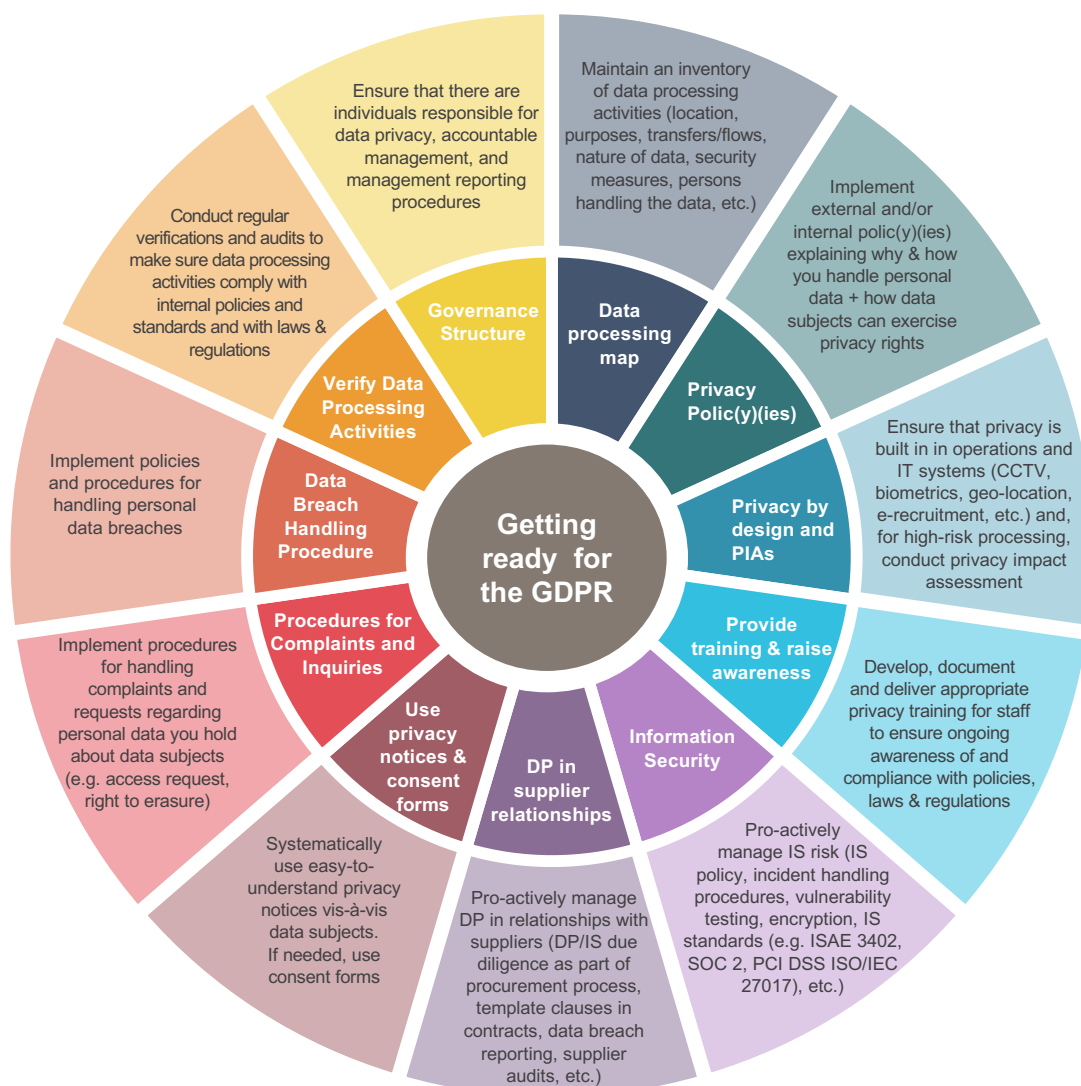 Getting
ready for
the GDPR
Data
processing
map
Maintain an inventory
of data processing
activities (location,
purposes, transfers/flows,
nature of data, security
measures, persons
handling the data, etc.)
Privacy
Polic(y)(ies)
Implement
external and/or
internal polic(y)(ies)
explaining why & how
you handle personal
data + how data
subjects can exercise
privacy rights
Privacy by
design and
PIAs
Ensure that privacy is
built in in operations and
IT systems (CCTV,
biometrics, geo-location,
e-recruitment, etc.) and,
for high-risk processing,
conduct privacy impact
assessment
Provide
training & raise
awareness
Develop, document
and deliver appropriate
privacy training for staff
to ensure ongoing
awareness of and
compliance with policies,
laws & regulations
Information
Security
Pro-actively
manage IS risk (IS
policy, incident handling
procedures, vulnerability
testing, encryption, IS
standards (e.g. ISAE 3402,
SOC 2, PCI DSS ISO/IEC
27017), etc.)
DP in
supplier
relationships
Pro-actively manage
DP in relationships with
suppliers (DP/IS due
diligence as part of
procurement process,
template clauses in
contracts, data breach
reporting, supplier
audits, etc.)
Use
privacy
notices &
consent
forms
Systematically
use easy-to-
understand privacy
notices vis-à-vis
data subjects.
If needed, use
consent forms
Procedures for
Complaints and
Inquiries
Implement procedures
for handling
complaints and
requests regarding
personal data you hold
about data subjects
(e.g. access request,
right to erasure)
Data
Breach
Handling
Procedure
Implement policies
and procedures for
handling personal
data breaches
Verify Data
Processing
Activities
Conduct regular
verifications and audits to
make sure data processing
activities comply with
internal policies and
standards and with laws &
regulations
Governance
Structure
Ensure that there are
individuals responsible for
data privacy, accountable
management, and
management reporting
procedures